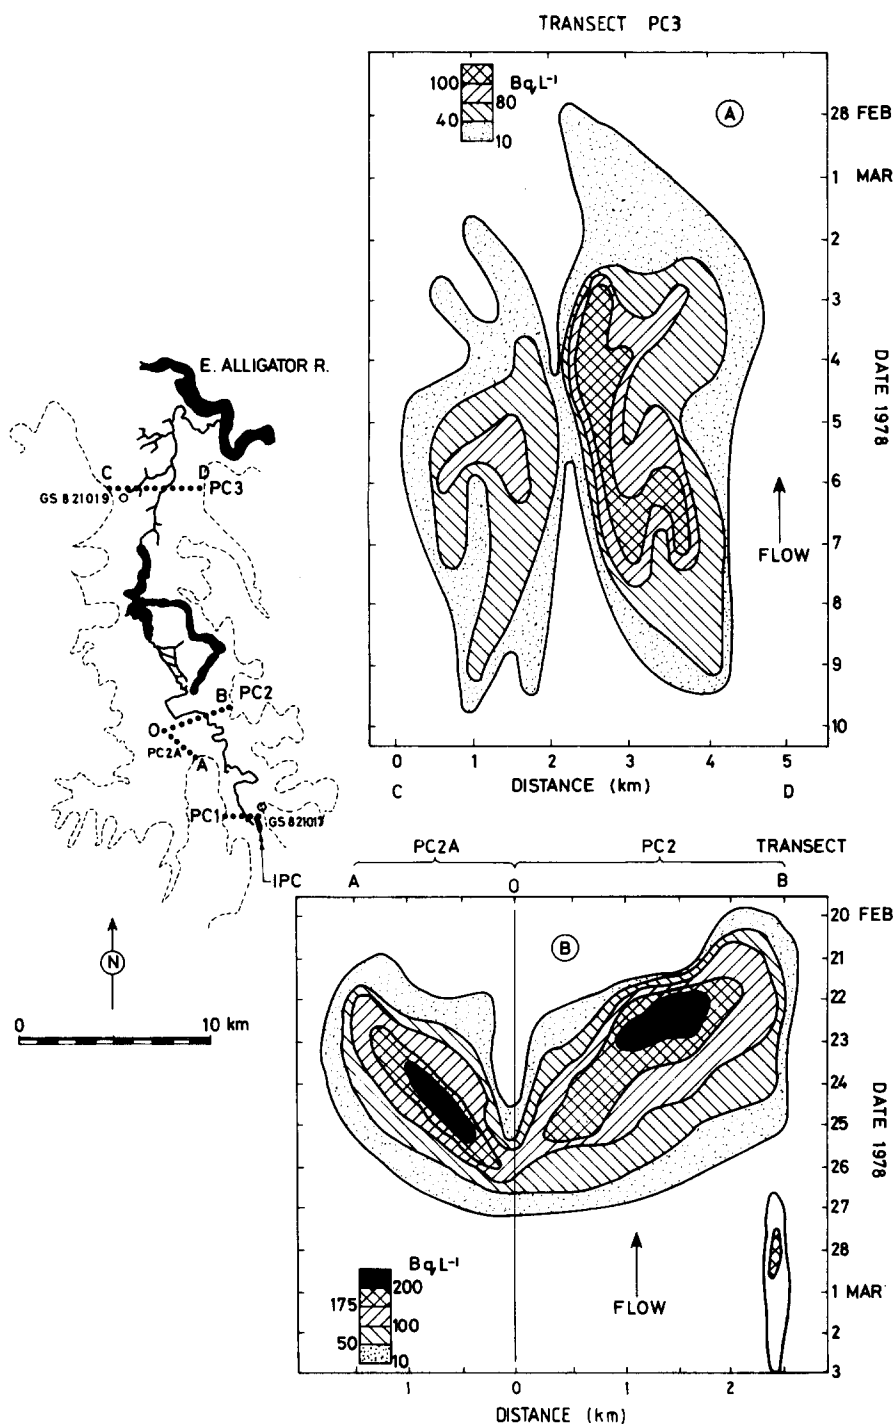 TRANSECT PC3
100 Bq L⁻¹
80
40
10
A
28 FEB
1 MAR
2
3
4
5
6
7
8
9
10
DATE 1978
FLOW
0 1 2 3 4 5
C DISTANCE (km) D
E. ALLIGATOR R.
C D
PC3
GS 821019
B PC2
O
PC2A
A
PC1
GS 821017
IPC
N
0 10 km
PC2A PC2 TRANSECT
A O B
B
20 FEB
21
22
23
24
25
26
27
28
1 MAR
2
3
DATE 1978
FLOW
Bq L⁻¹
200
175
100
50
10
1 0 1 2
DISTANCE (km)